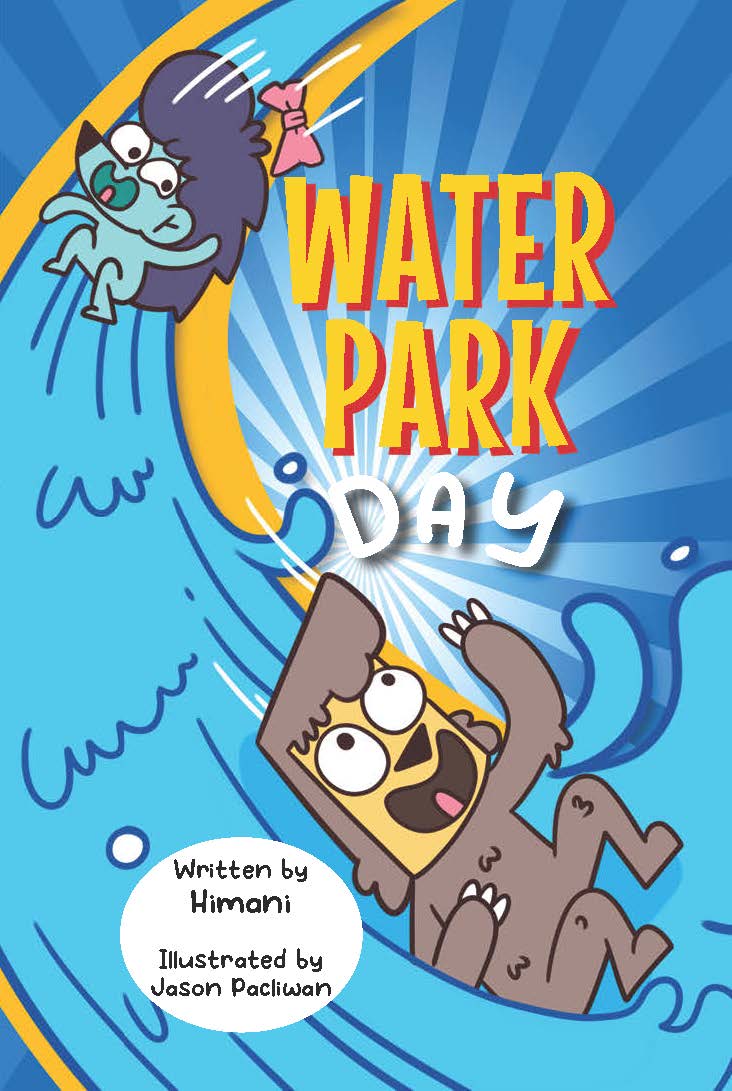 WATER
PARK
DAY
Written by
Himani
Illustrated by
Jason Pacliwan